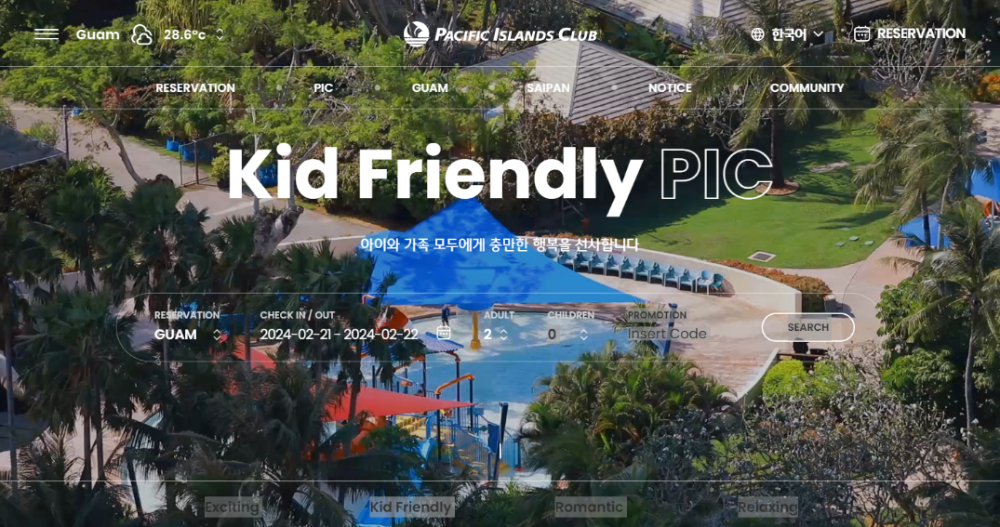 Guam 28.6°c
PACIFIC ISLANDS CLUB
한국어
RESERVATION
RESERVATION PIC GUAM SAIPAN NOTICE COMMUNITY
Kid Friendly PIC
아이와 가족 모두에게 충만한 행복을 선사합니다
RESERVATION CHECK IN / OUT ADULT CHILDREN PROMOTION
GUAM 2024-02-21 - 2024-02-22 2 0 Insert Code
SEARCH
Exciting Kid Friendly Romantic Relaxing